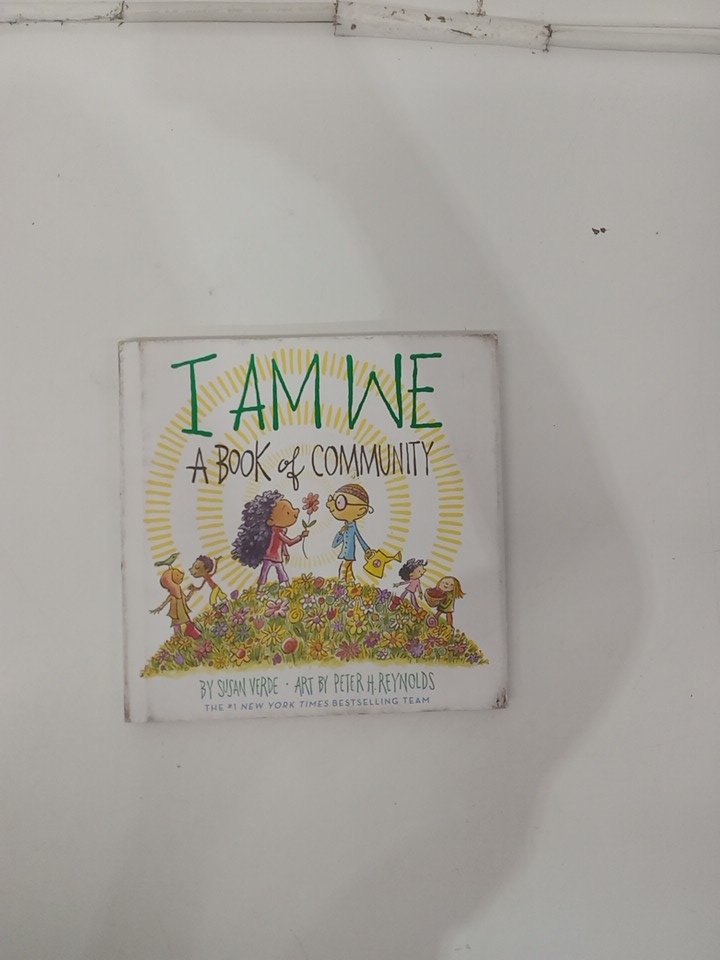 I AM WE
A BOOK of COMMUNITY
BY SUSAN VERDE · ART BY PETER H. REYNOLDS
THE #1 NEW YORK TIMES BESTSELLING TEAM